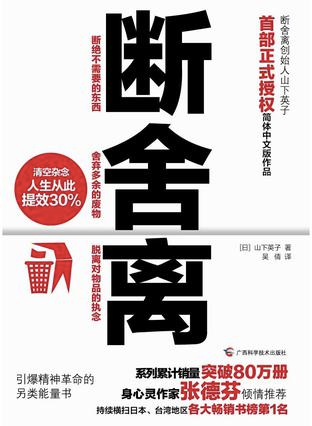 断舍离
断绝不需要的东西
舍弃多余的废物
脱离对物品的执念
断舍离创始人山下英子
首部正式授权简体中文版作品
清空杂念
人生从此
提效30%
[日] 山下英子 著
吴倩 译
广西科学技术出版社
引爆精神革命的
另类能量书
系列累计销量突破80万册
身心灵作家张德芬倾情推荐
持续横扫日本、台湾地区各大畅销书榜第1名